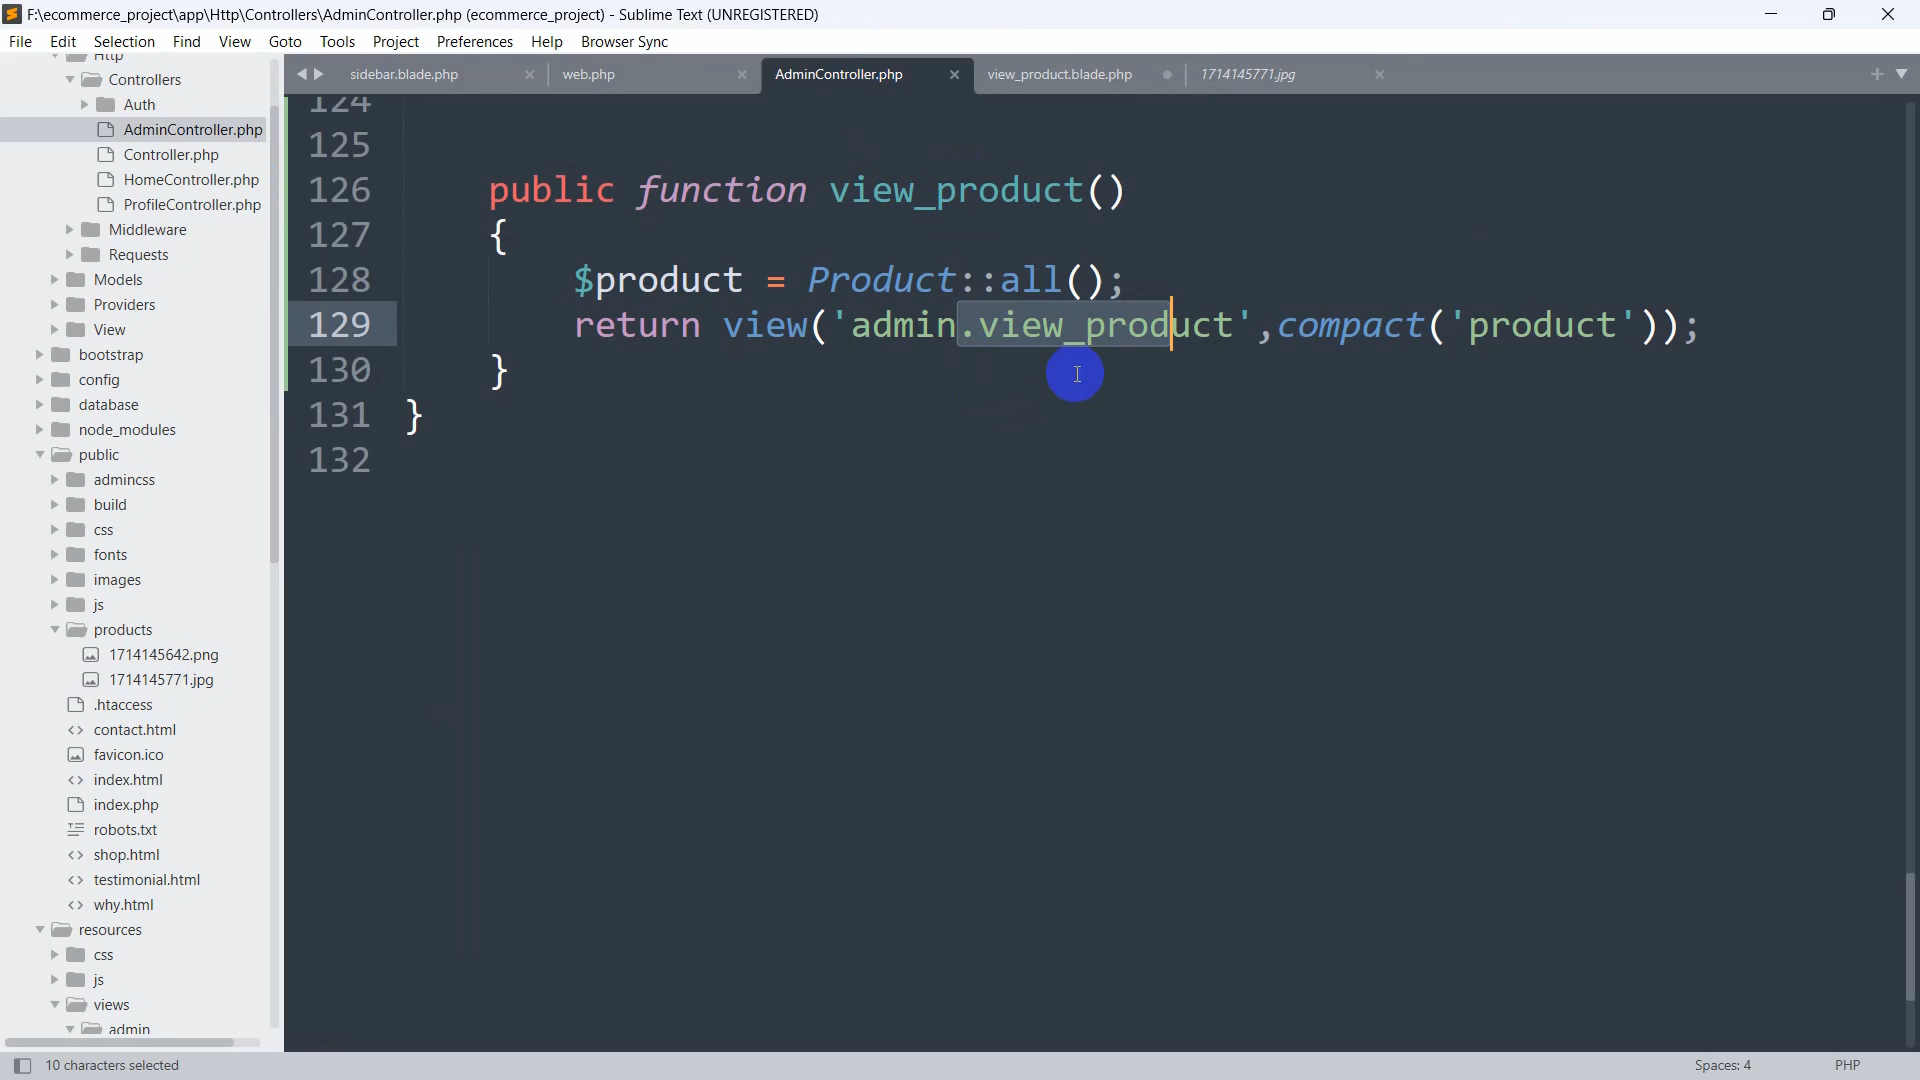 F:\ecommerce_project\app\Http\Controllers\AdminController.php (ecommerce_project) - Sublime Text (UNREGISTERED)
File Edit Selection Find View Goto Tools Project Preferences Help Browser Sync
sidebar.blade.php web.php AdminController.php view_product.blade.php 1714145771.jpg
Http
Controllers
Auth
AdminController.php
Controller.php
HomeController.php
ProfileController.php
Middleware
Requests
Models
Providers
View
bootstrap
config
database
node_modules
public
admincss
build
css
fonts
images
js
products
1714145642.png
1714145771.jpg
.htaccess
contact.html
favicon.ico
index.html
index.php
robots.txt
shop.html
testimonial.html
why.html
resources
css
js
views
admin
124
125
126 public function view_product()
127 {
128 $product = Product::all();
129 return view('admin.view_product',compact('product'));
130 }
131 }
132
10 characters selected Spaces: 4 PHP